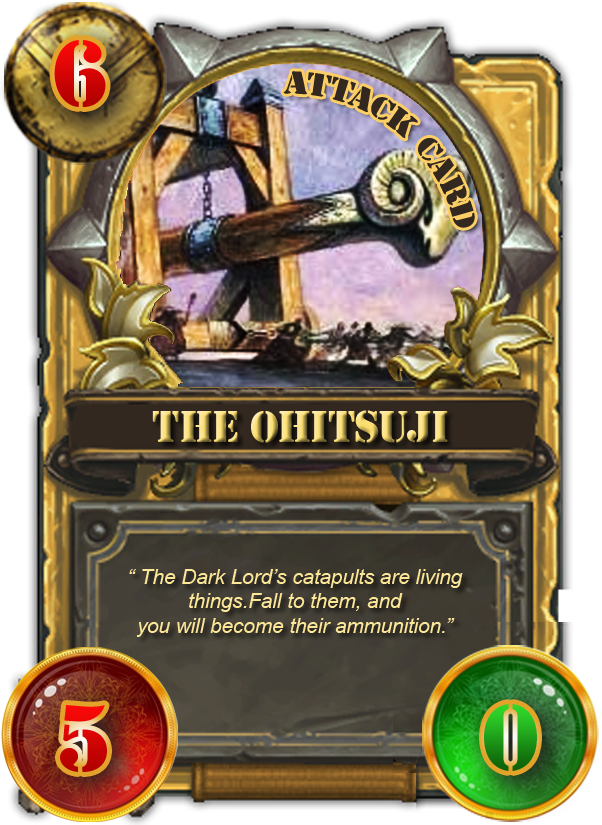 6
ATTACK CARD
THE OHITSUJI
“ The Dark Lord’s catapults are living
things.Fall to them, and
you will become their ammunition.”
5
0